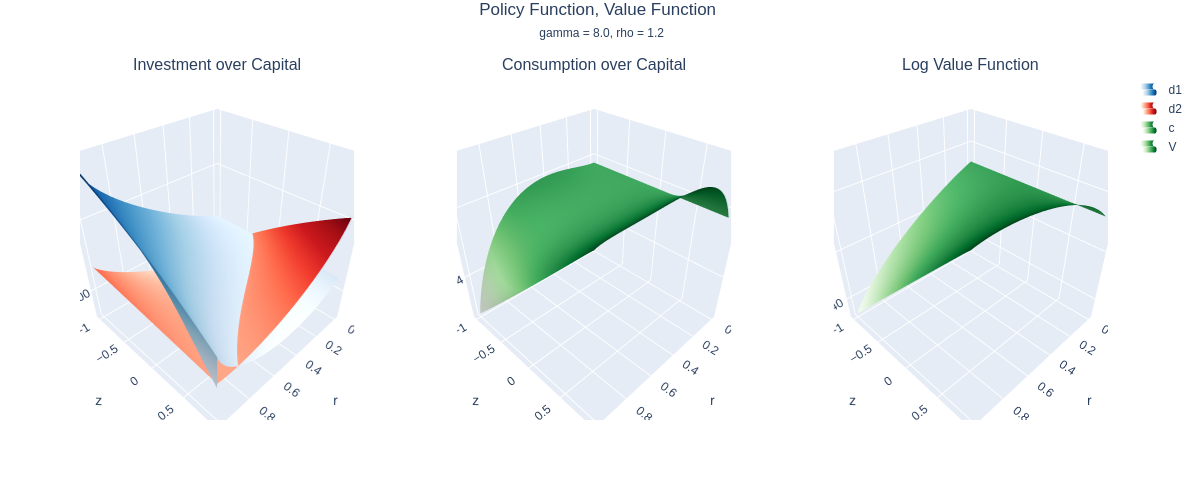 Policy Function, Value Function
gamma = 8.0, rho = 1.2
Investment over Capital
Consumption over Capital
Log Value Function
d1
d2
c
V
−1
−0.5
0
0.5
z
0
0.2
0.4
0.6
0.8
r
4
−1
−0.5
0
0.5
z
0
0.2
0.4
0.6
0.8
r
−1
−0.5
0
0.5
z
0
0.2
0.4
0.6
0.8
r